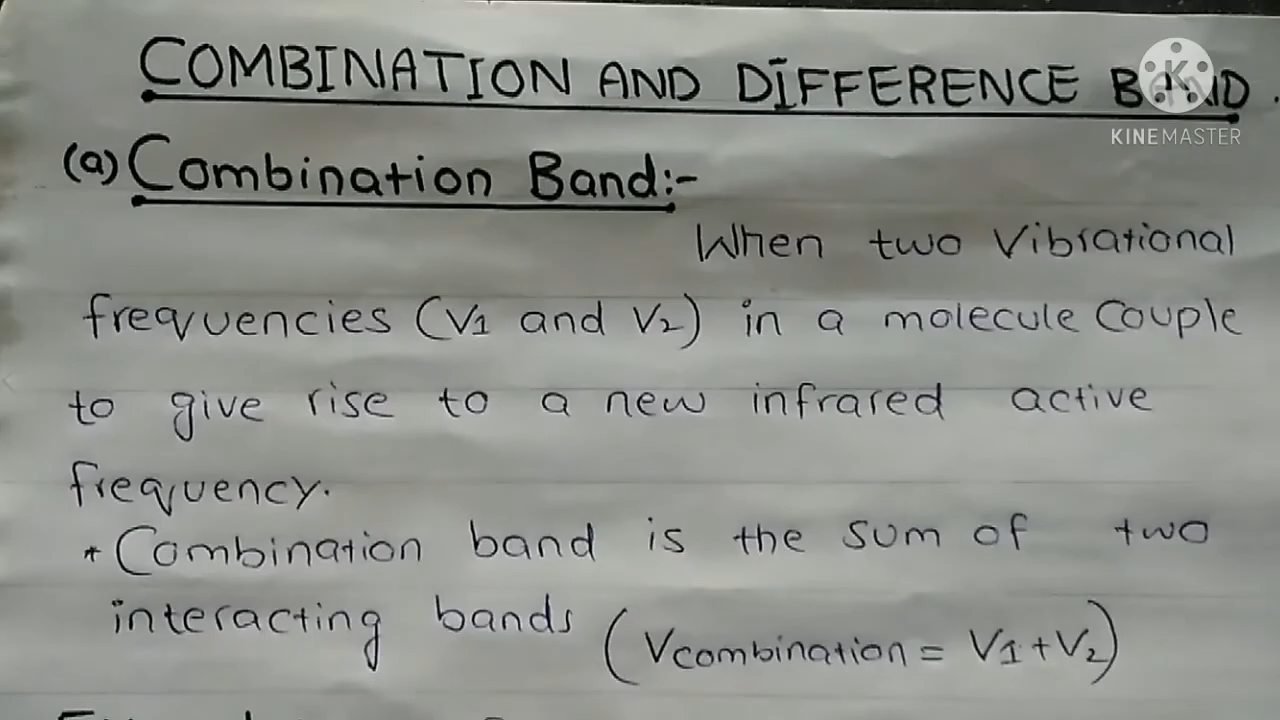 COMBINATION AND DIFFERENCE BAND.
KINEMASTER
(a) Combination Band:-
When two Vibrational
frequencies (V1 and V2) in a molecule Couple
to give rise to a new infrared active
frequency.
* Combination band is the sum of two
interacting bands (Vcombination = V1+V2)